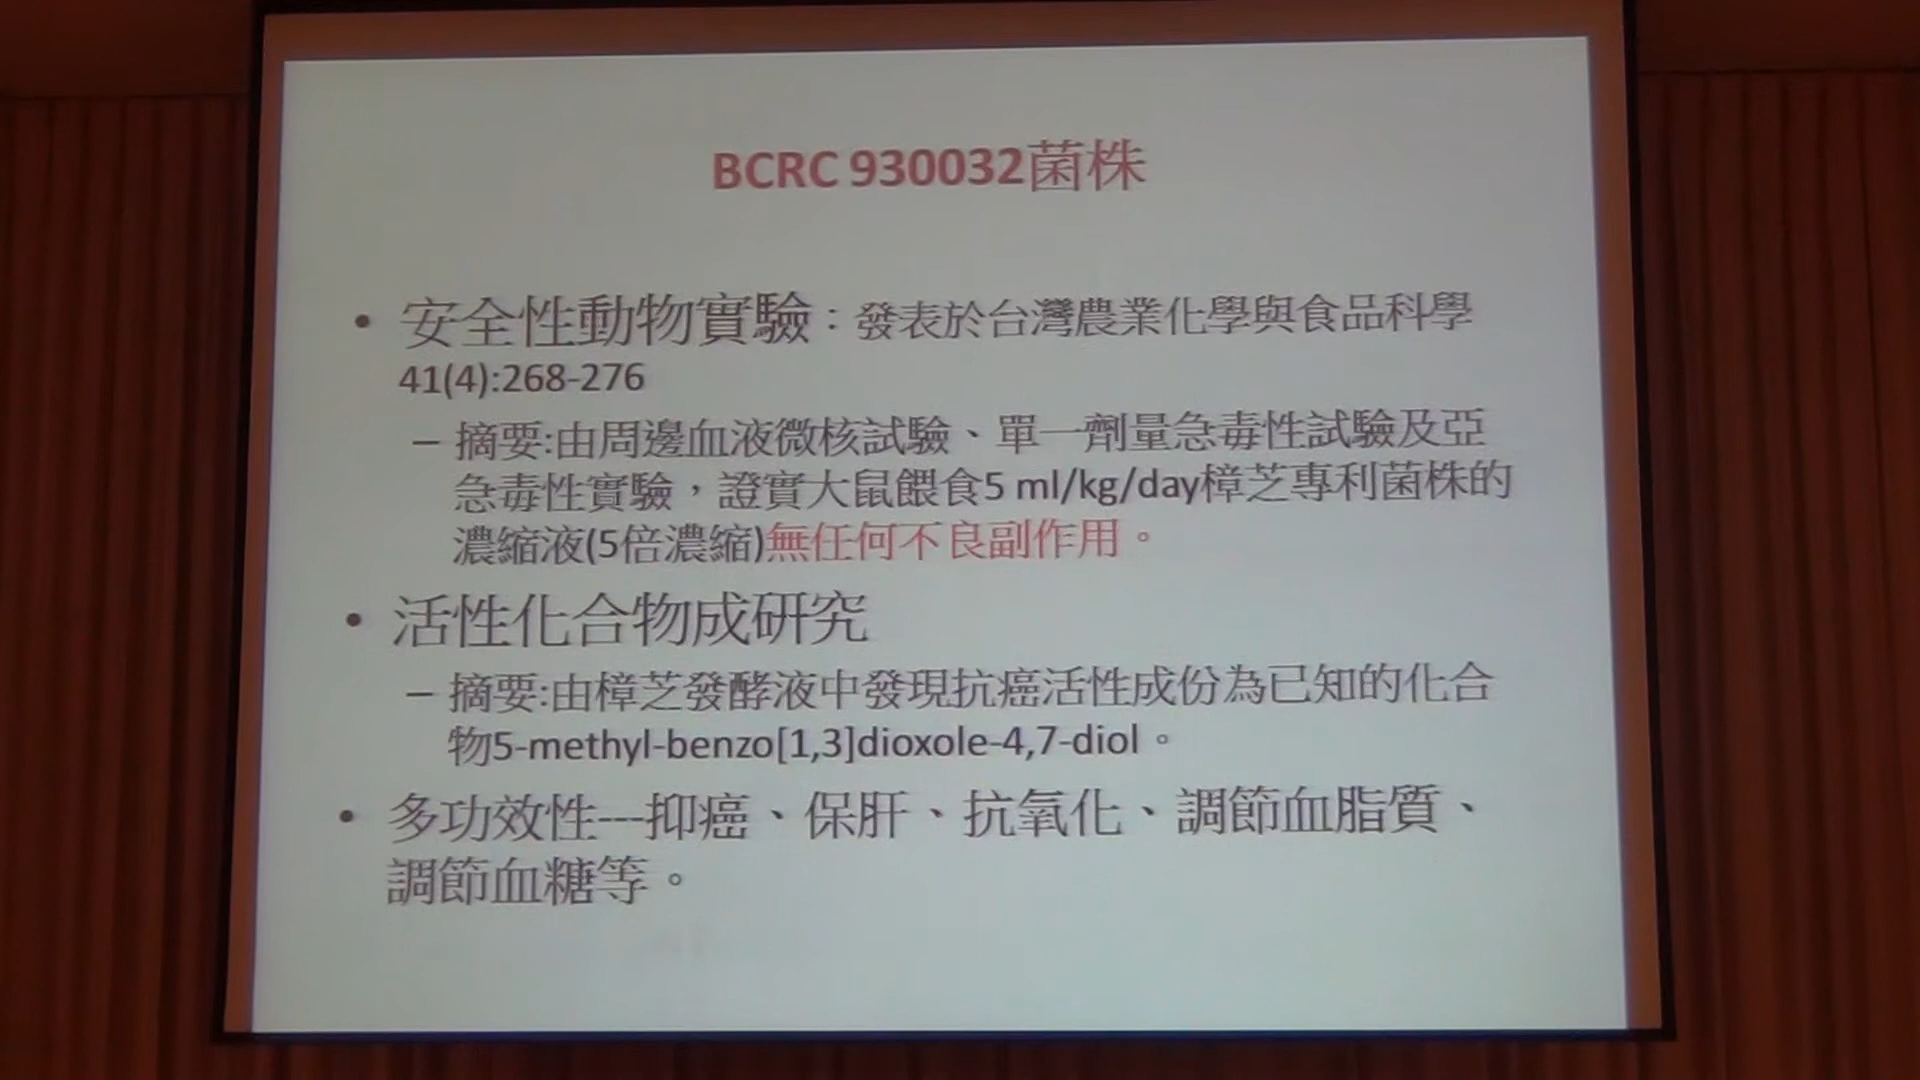 BCRC 930032菌株
• 安全性動物實驗：發表於台灣農業化學與食品科學
41(4):268-276
– 摘要:由周邊血液微核試驗、單一劑量急毒性試驗及亞
急毒性實驗，證實大鼠餵食5 ml/kg/day樟芝專利菌株的
濃縮液(5倍濃縮)無任何不良副作用。
• 活性化合物成研究
– 摘要:由樟芝發酵液中發現抗癌活性成份為已知的化合
物5-methyl-benzo[1,3]dioxole-4,7-diol。
• 多功效性---抑癌、保肝、抗氧化、調節血脂質、
調節血糖等。